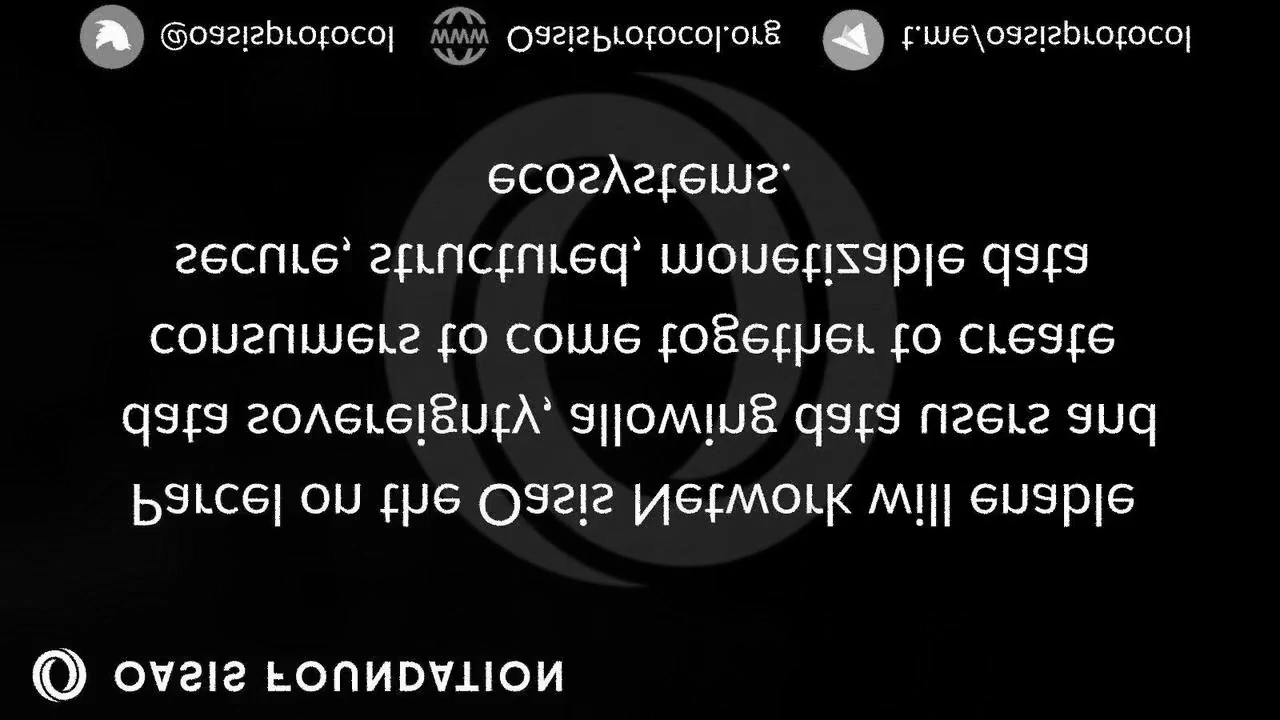 OASIS FOUNDATION
Parcel on the Oasis Network will enable
data sovereignty, allowing data users and
consumers to come together to create
secure, structured, monetizable data
ecosystems.
@oasisprotocol
www
OasisProtocol.org
t.me/oasisprotocol